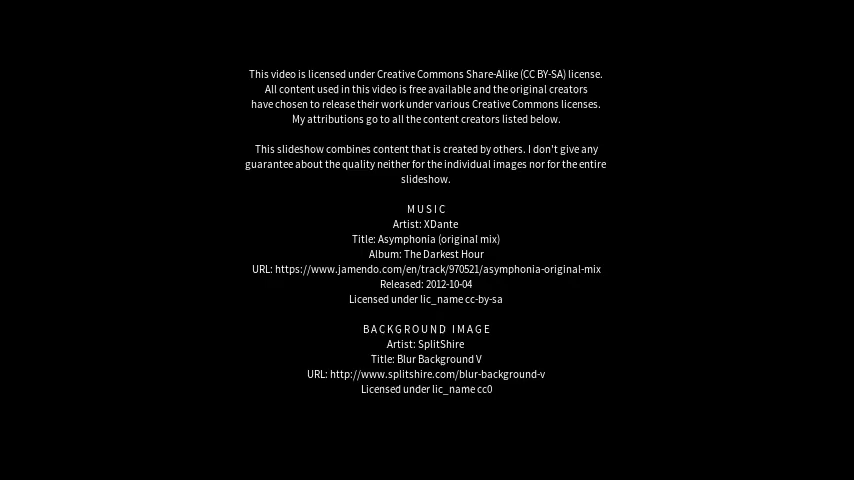 This video is licensed under Creative Commons Share-Alike (CC BY-SA) license.
All content used in this video is free available and the original creators
have chosen to release their work under various Creative Commons licenses.
My attributions go to all the content creators listed below.
This slideshow combines content that is created by others. I don't give any
guarantee about the quality neither for the individual images nor for the entire
slideshow.
MUSIC
Artist: XDante
Title: Asymphonia (original mix)
Album: The Darkest Hour
URL: https://www.jamendo.com/en/track/970521/asymphonia-original-mix
Released: 2012-10-04
Licensed under lic_name cc-by-sa
BACKGROUND IMAGE
Artist: SplitShire
Title: Blur Background V
URL: http://www.splitshire.com/blur-background-v
Licensed under lic_name cc0